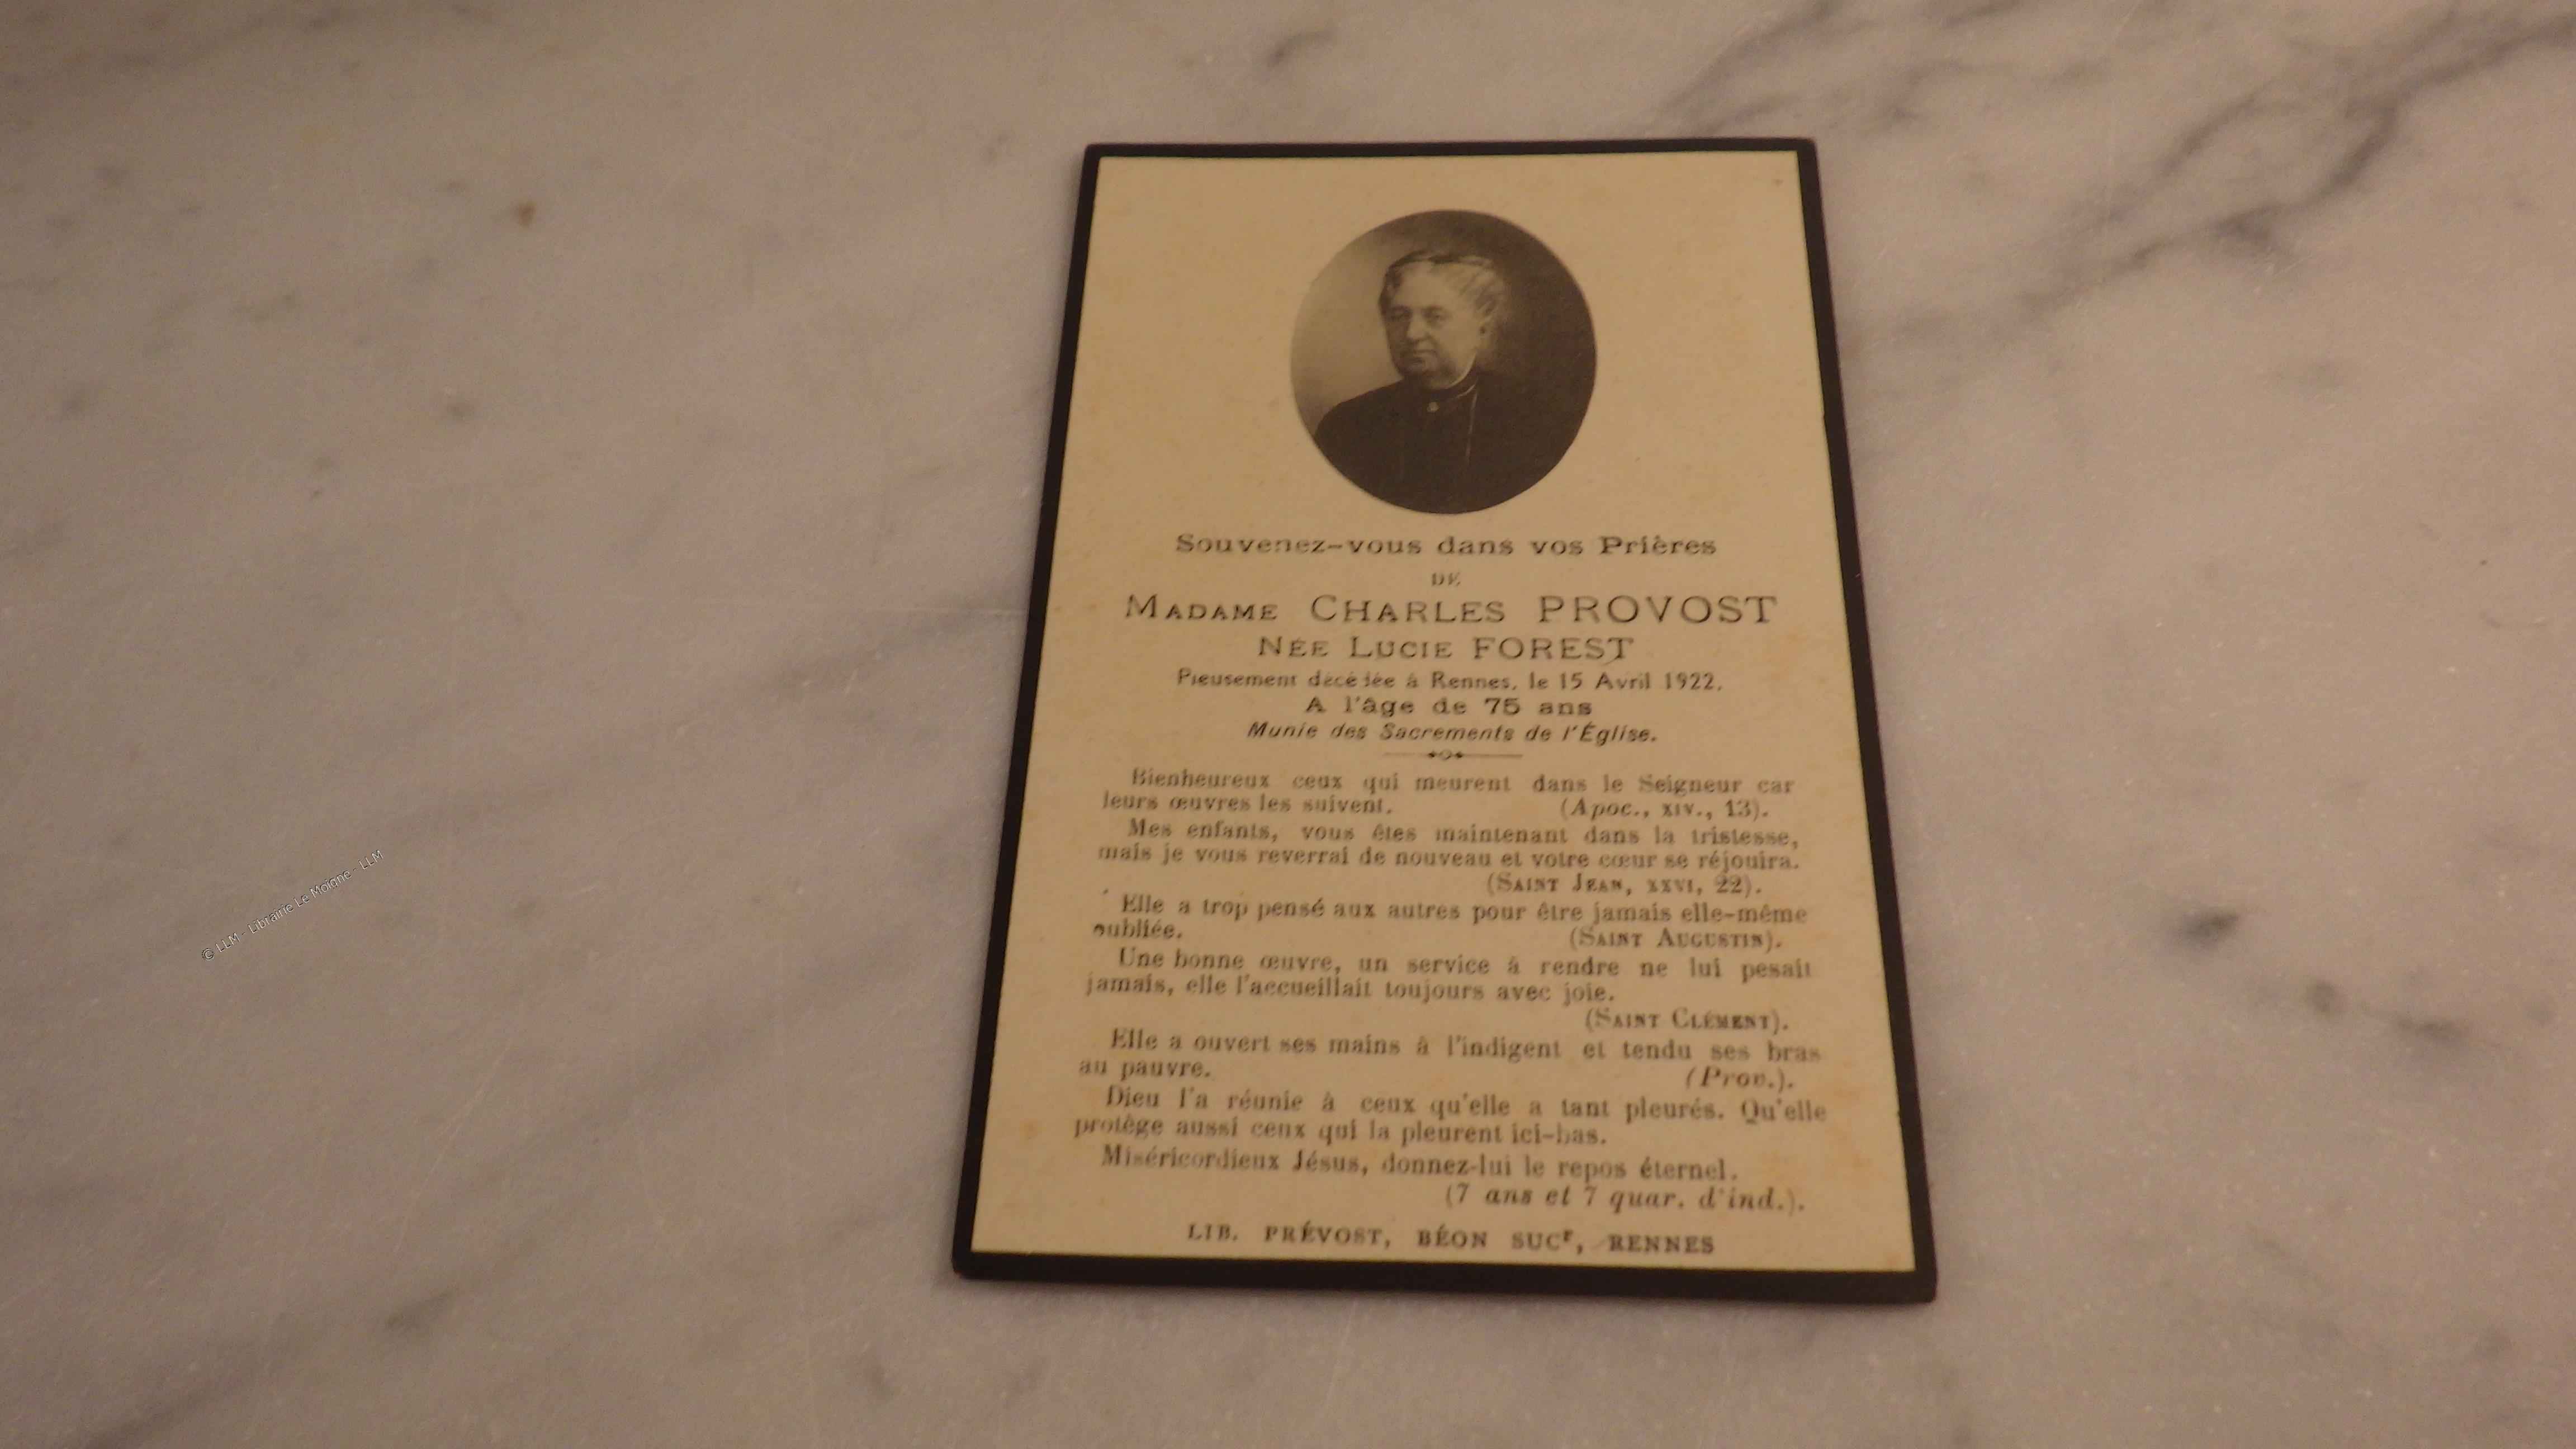 Souvenez-vous dans vos Prières
DE
MADAME CHARLES PROVOST
NÉE LUCIE FOREST
Pieusement décédée à Rennes, le 15 Avril 1922,
A l'âge de 75 ans
Munie des Sacrements de l'Église.
Bienheureux ceux qui meurent dans le Seigneur car
leurs œuvres les suivent. (Apoc., XIV., 13).
Mes enfants, vous êtes maintenant dans la tristesse,
mais je vous reverrai de nouveau et votre cœur se réjouira.
(SAINT JEAN, XXVI, 22).
Elle a trop pensé aux autres pour être jamais elle-même
oubliée. (SAINT AUGUSTIN).
Une bonne œuvre, un service à rendre ne lui pesait
jamais, elle l'accueillait toujours avec joie.
(SAINT CLÉMENT).
Elle a ouvert ses mains à l'indigent et tendu ses bras
au pauvre. (Prov.).
Dieu l'a réunie à ceux qu'elle a tant pleurés. Qu'elle
protège aussi ceux qui la pleurent ici-bas.
Miséricordieux Jésus, donnez-lui le repos éternel.
(7 ans et 7 quar. d'ind.).
LIB. PRÉVOST, BÉON SUCr, RENNES
© LLM - Librairie Le Moigne - LLM